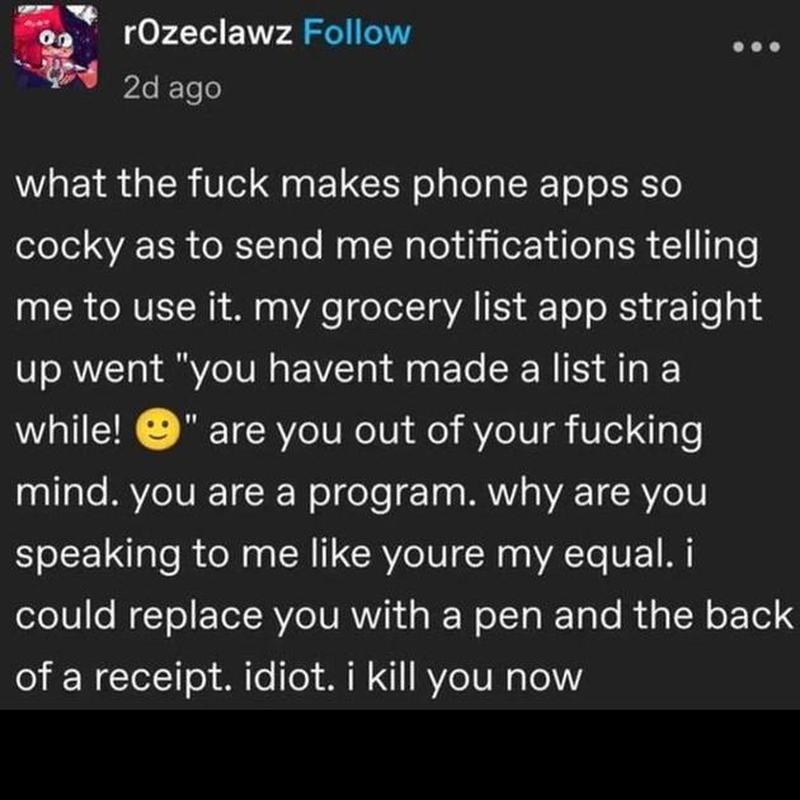 r0zeclawz Follow
2d ago
what the fuck makes phone apps so
cocky as to send me notifications telling
me to use it. my grocery list app straight
up went "you havent made a list in a
while! 🙂" are you out of your fucking
mind. you are a program. why are you
speaking to me like youre my equal. i
could replace you with a pen and the back
of a receipt. idiot. i kill you now